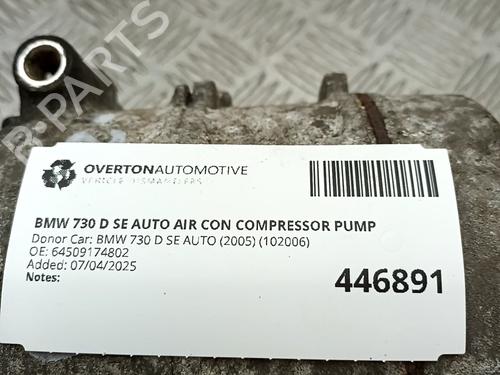 OVERTONAUTOMOTIVE
VEHICLE DISMANTLERS
BMW 730 D SE AUTO AIR CON COMPRESSOR PUMP
Donor Car: BMW 730 D SE AUTO (2005) (102006)
OE: 64509174802
Added: 07/04/2025
Notes:
446891
B-PARTS